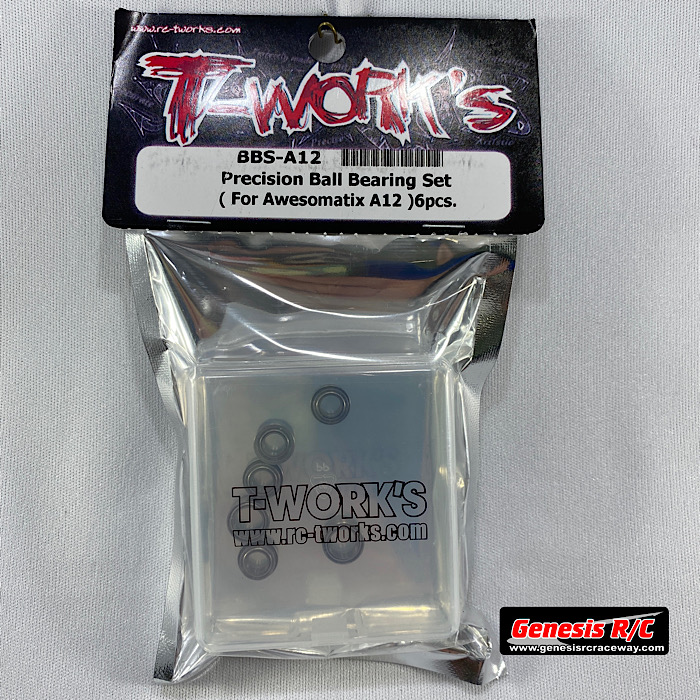 www.rc-tworks.com
T-WORK'S
BBS-A12
Precision Ball Bearing Set
( For Awesomatix A12 )6pcs.
T-WORK'S
www.rc-tworks.com
Genesis R/C
www.genesisrcraceway.com